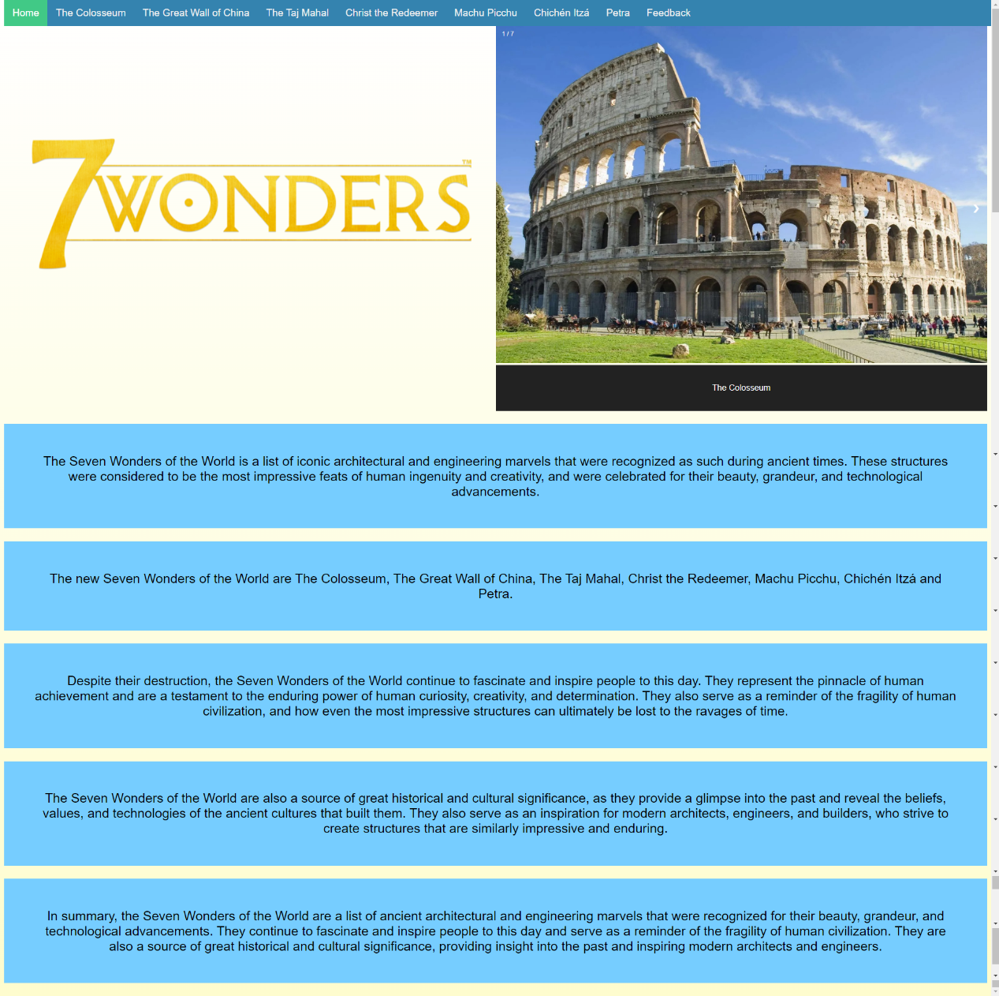 Home The Colosseum The Great Wall of China The Taj Mahal Christ the Redeemer Machu Picchu Chichén Itzá Petra Feedback
1 / 7
7 WONDERS™
The Colosseum
The Seven Wonders of the World is a list of iconic architectural and engineering marvels that were recognized as such during ancient times. These structures
were considered to be the most impressive feats of human ingenuity and creativity, and were celebrated for their beauty, grandeur, and technological
advancements.
The new Seven Wonders of the World are The Colosseum, The Great Wall of China, The Taj Mahal, Christ the Redeemer, Machu Picchu, Chichén Itzá and
Petra.
Despite their destruction, the Seven Wonders of the World continue to fascinate and inspire people to this day. They represent the pinnacle of human
achievement and are a testament to the enduring power of human curiosity, creativity, and determination. They also serve as a reminder of the fragility of human
civilization, and how even the most impressive structures can ultimately be lost to the ravages of time.
The Seven Wonders of the World are also a source of great historical and cultural significance, as they provide a glimpse into the past and reveal the beliefs,
values, and technologies of the ancient cultures that built them. They also serve as an inspiration for modern architects, engineers, and builders, who strive to
create structures that are similarly impressive and enduring.
In summary, the Seven Wonders of the World are a list of ancient architectural and engineering marvels that were recognized for their beauty, grandeur, and
technological advancements. They continue to fascinate and inspire people to this day and serve as a reminder of the fragility of human civilization. They are
also a source of great historical and cultural significance, providing insight into the past and inspiring modern architects and engineers.